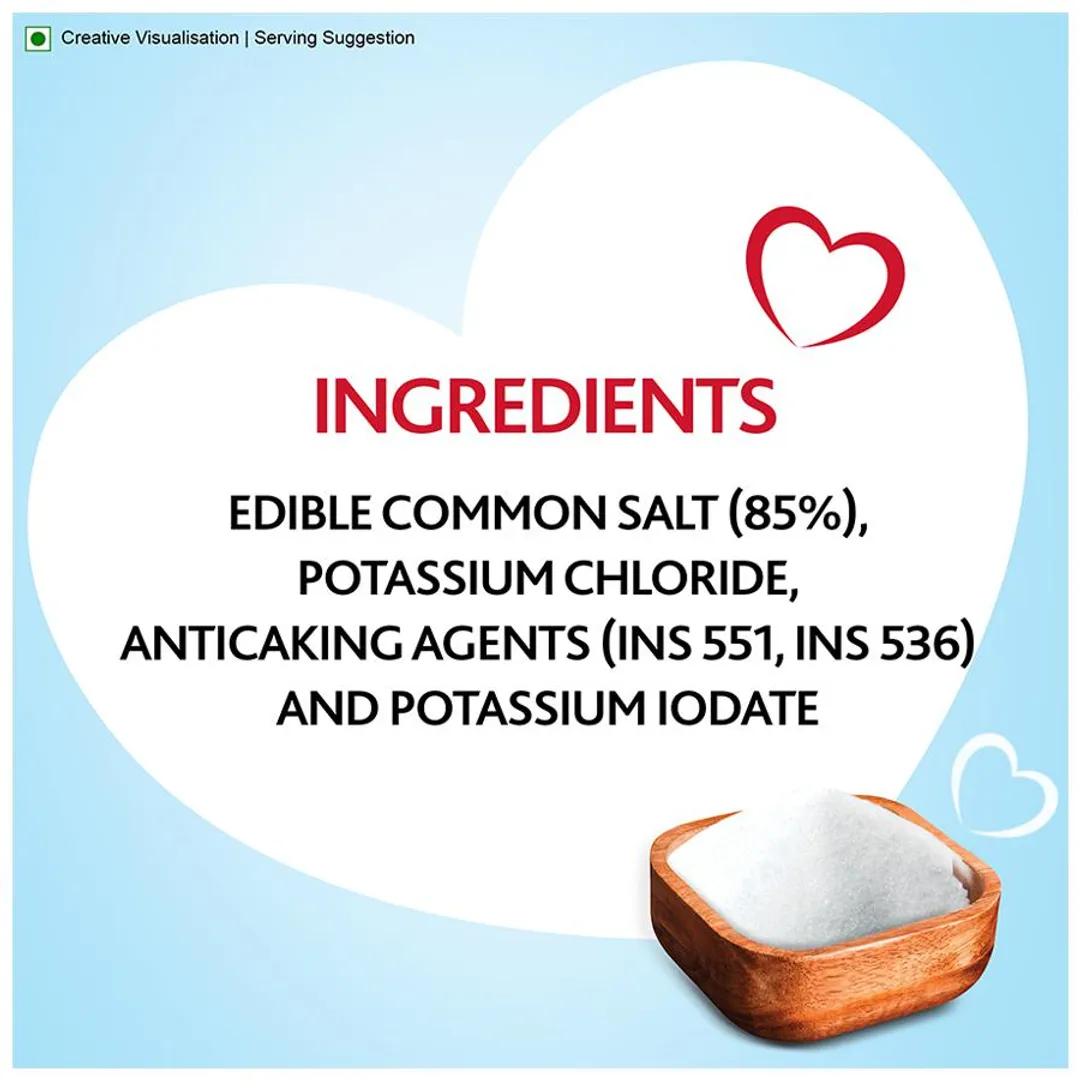 Creative Visualisation | Serving Suggestion
INGREDIENTS
EDIBLE COMMON SALT (85%),
POTASSIUM CHLORIDE,
ANTICAKING AGENTS (INS 551, INS 536)
AND POTASSIUM IODATE